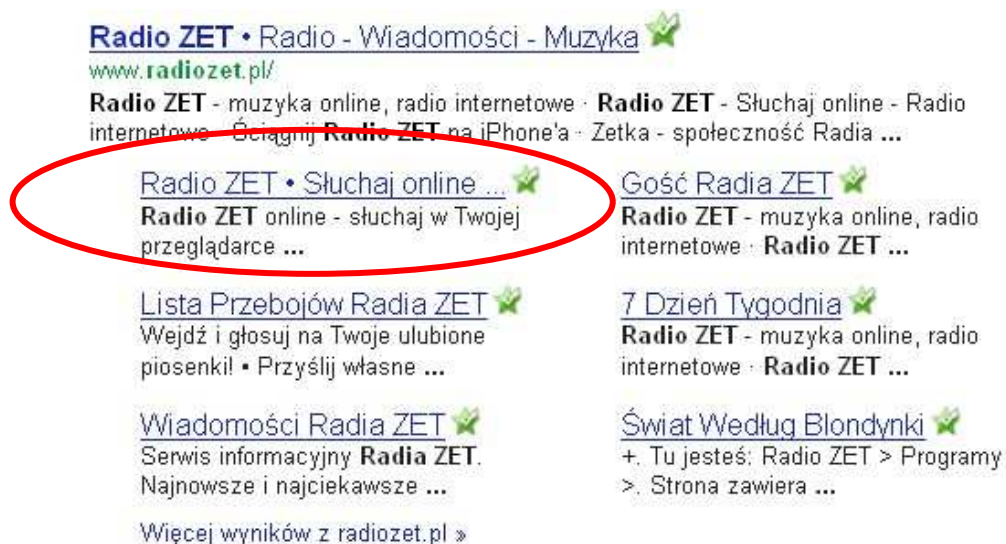 Radio ZET • Radio - Wiadomości - Muzyka
www.radiozet.pl/
Radio ZET - muzyka online, radio internetowe · Radio ZET - Słuchaj online - Radio
internetowe · Ściągnij Radio ZET na iPhone'a · Zetka - społeczność Radia ...
Radio ZET • Słuchaj online ...
Radio ZET online - słuchaj w Twojej
przeglądarce ...
Gość Radia ZET
Radio ZET - muzyka online, radio
internetowe · Radio ZET ...
Lista Przebojów Radia ZET
Wejdź i głosuj na Twoje ulubione
piosenki! • Przyślij własne ...
7 Dzień Tygodnia
Radio ZET - muzyka online, radio
internetowe · Radio ZET ...
Wiadomości Radia ZET
Serwis informacyjny Radia ZET.
Najnowsze i najciekawsze ...
Świat Według Blondynki
+. Tu jesteś: Radio ZET > Programy
>. Strona zawiera ...
Więcej wyników z radiozet.pl »